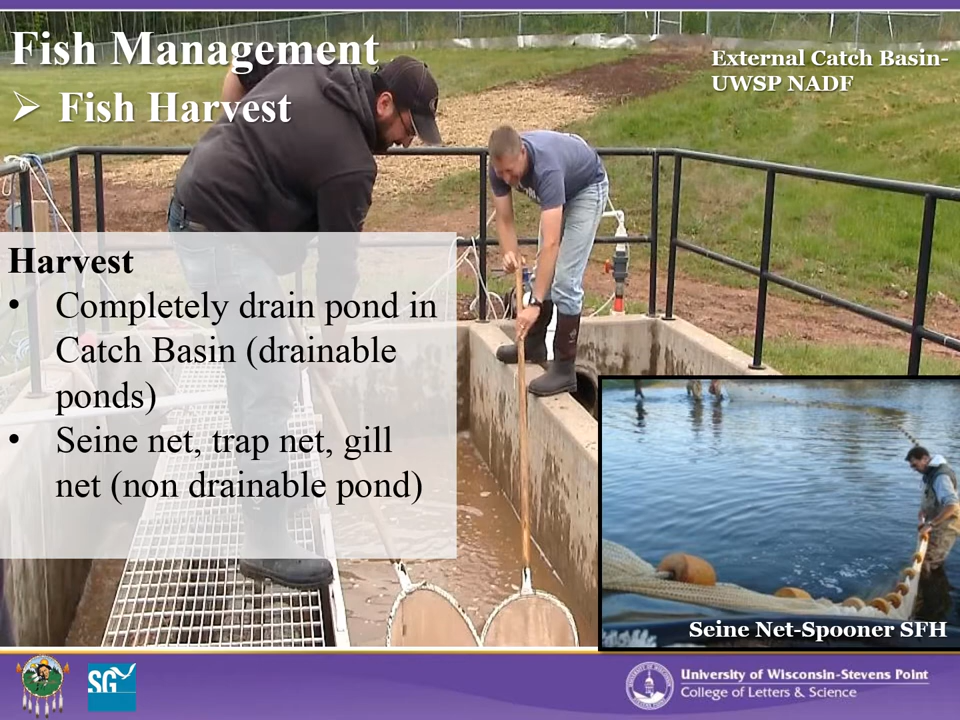 Fish Management
➢ Fish Harvest
External Catch Basin-
UWSP NADF
Harvest
• Completely drain pond in
Catch Basin (drainable
ponds)
• Seine net, trap net, gill
net (non drainable pond)
Seine Net-Spooner SFH
SG
University of Wisconsin-Stevens Point
College of Letters & Science